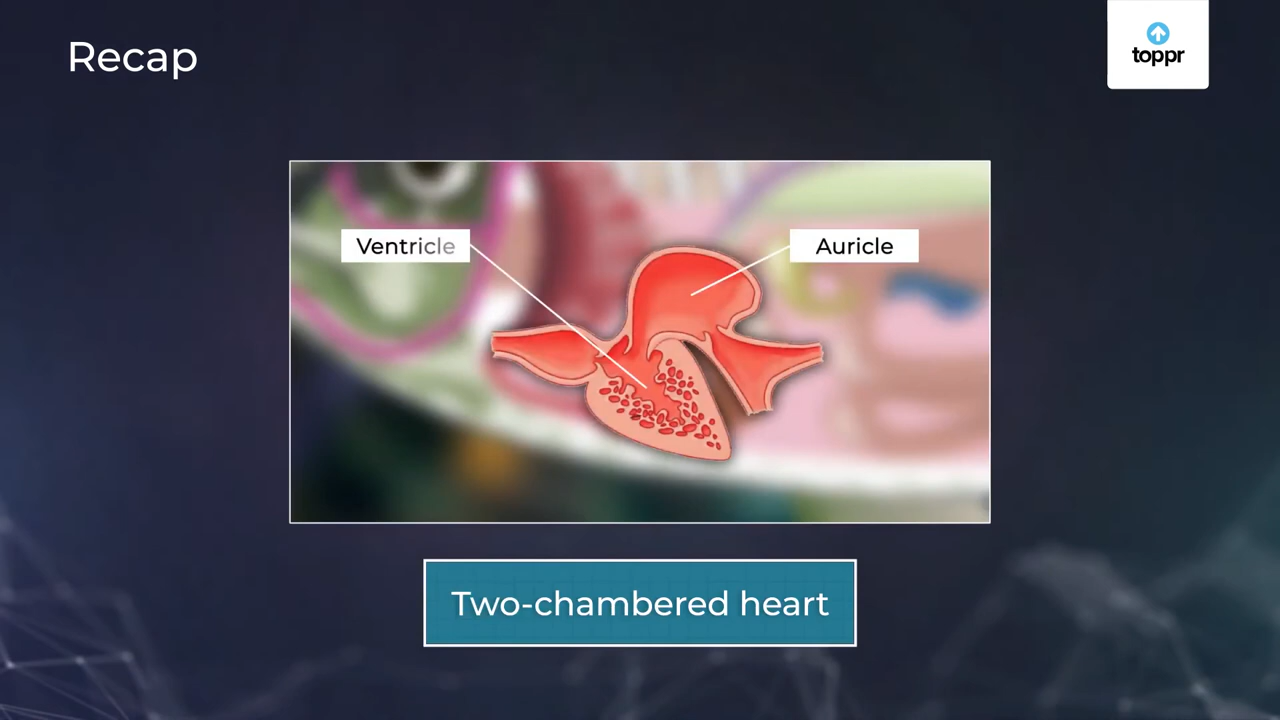 Recap
toppr
Ventricle
Auricle
Two-chambered heart